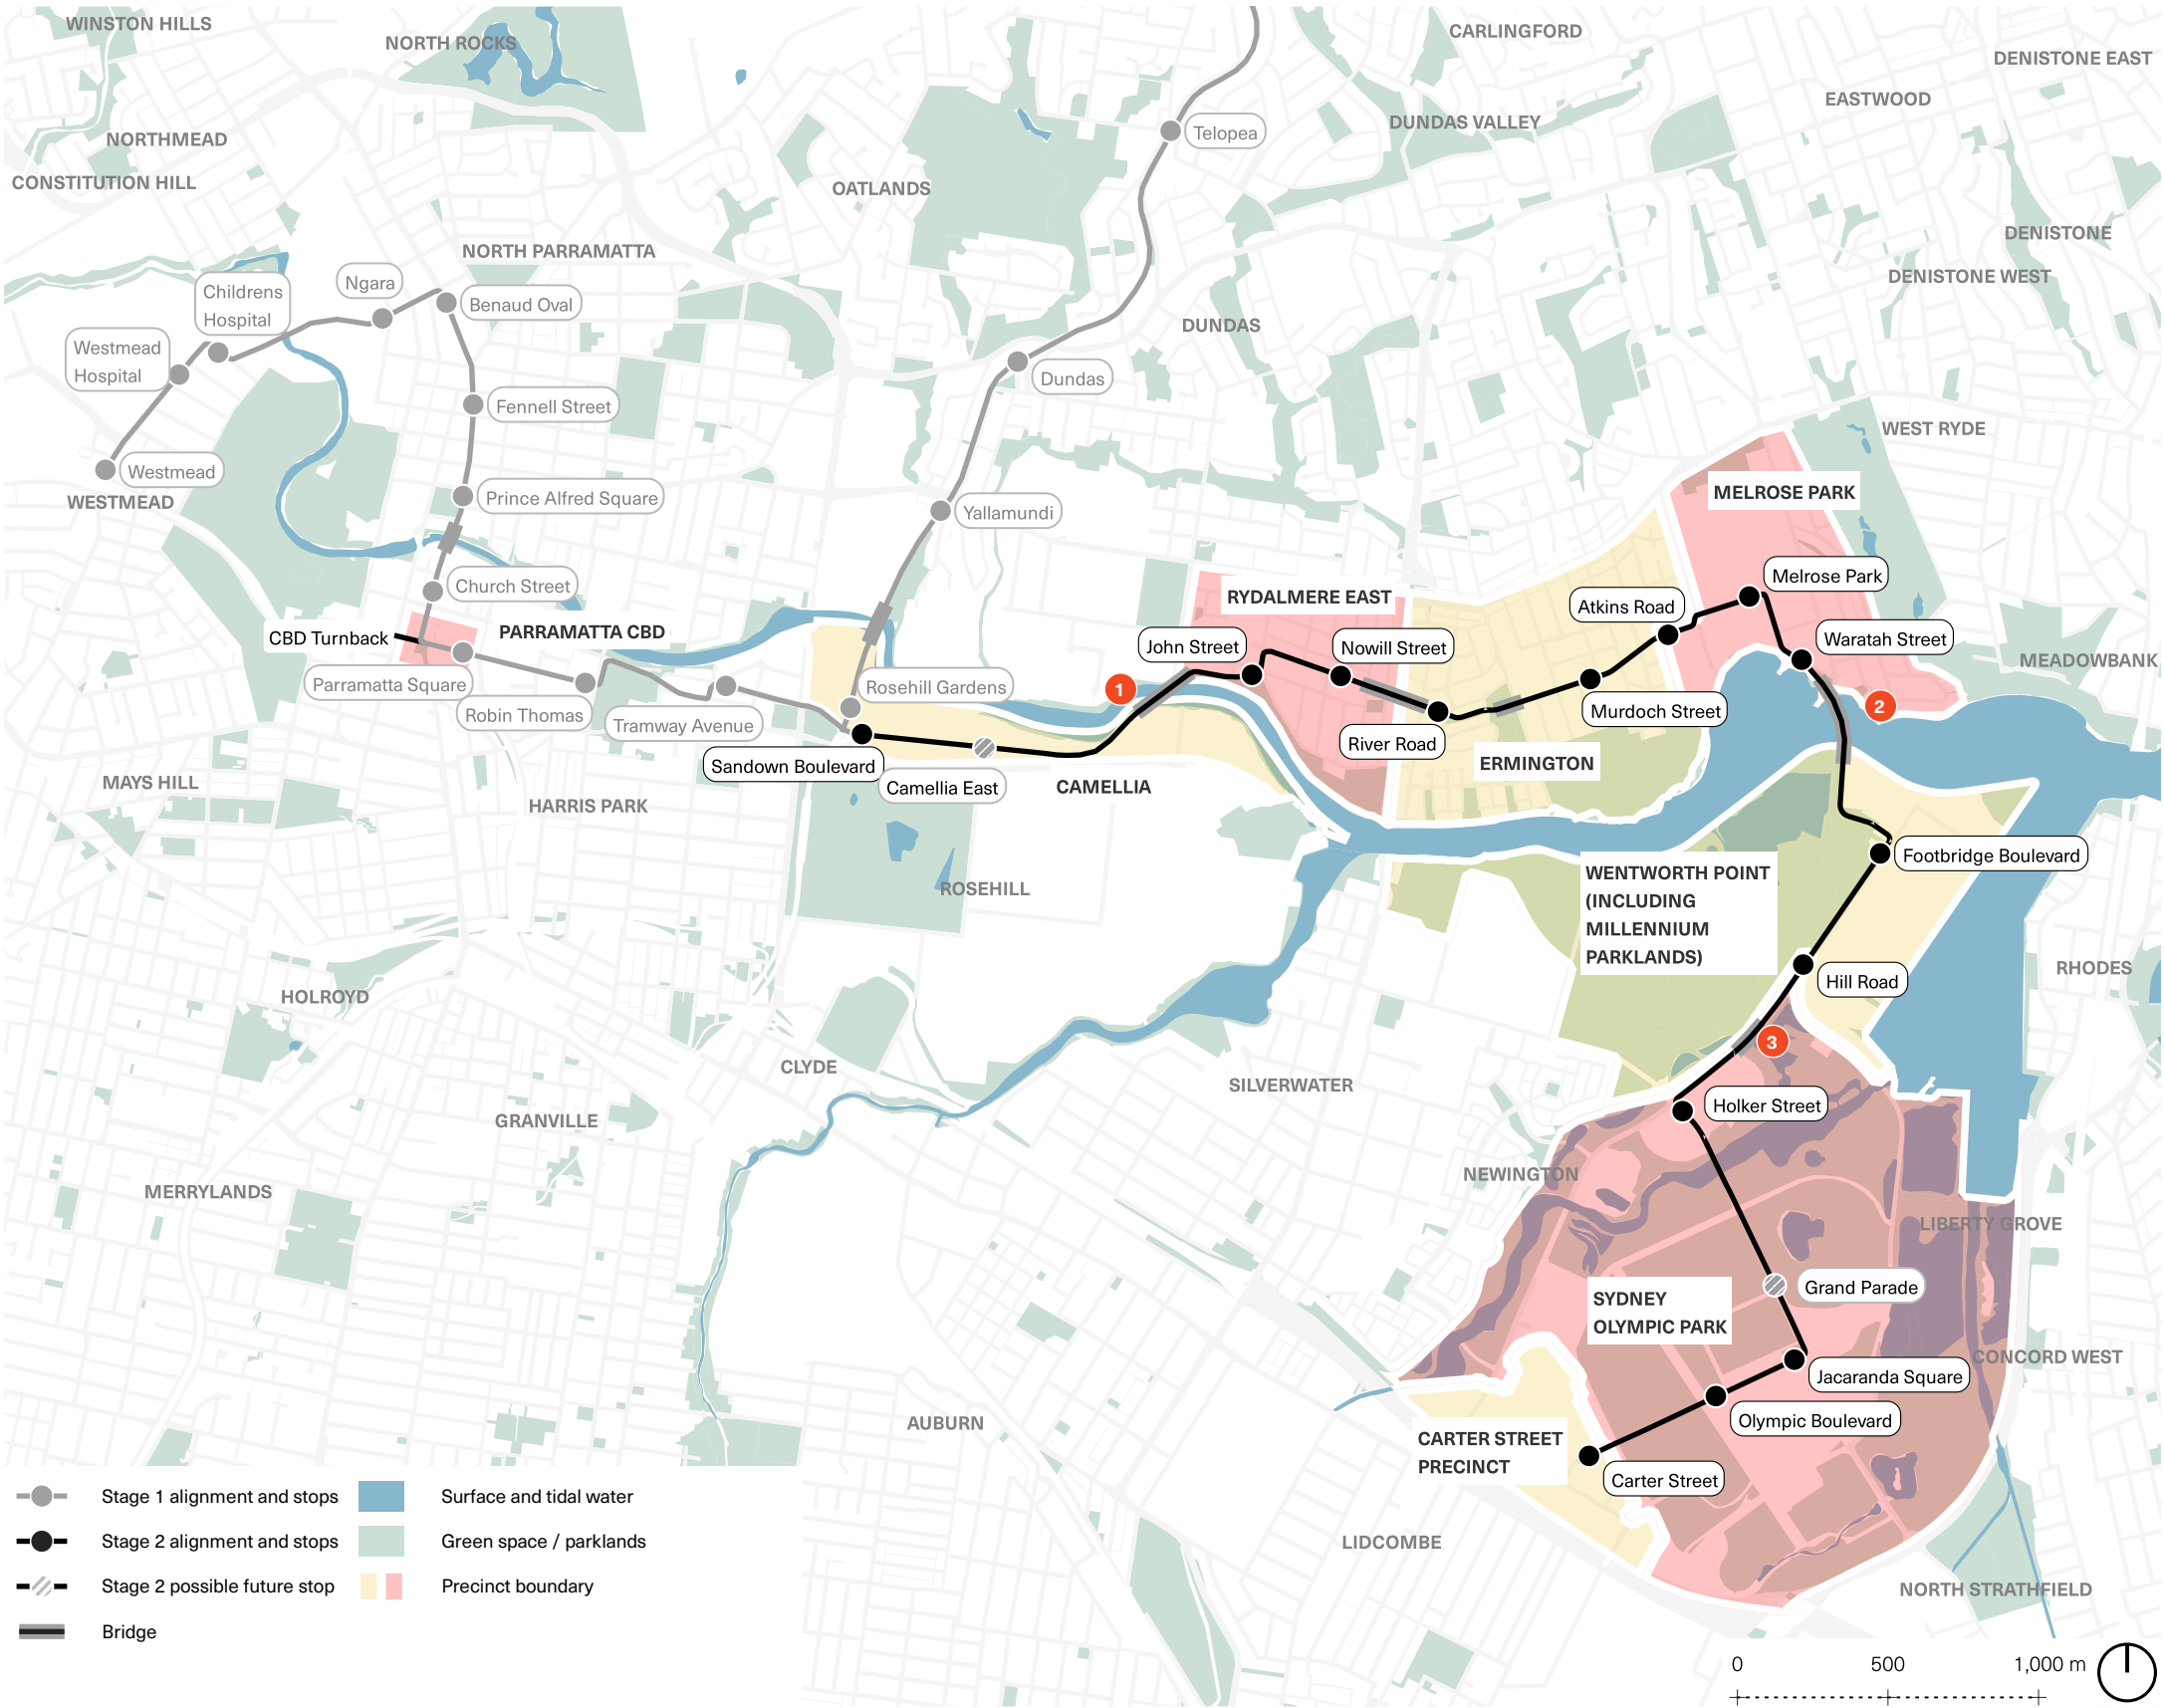 WINSTON HILLS
NORTH ROCKS
CARLINGFORD
DENISTONE EAST
EASTWOOD
NORTHMEAD
DUNDAS VALLEY
Telopea
CONSTITUTION HILL
OATLANDS
DENISTONE
NORTH PARRAMATTA
DENISTONE WEST
Ngara
Childrens
Hospital
Benaud Oval
DUNDAS
Westmead
Hospital
Dundas
Fennell Street
WEST RYDE
Westmead
WESTMEAD
Prince Alfred Square
MELROSE PARK
Yallamundi
Melrose Park
Church Street
RYDALMERE EAST
Atkins Road
CBD Turnback
PARRAMATTA CBD
John Street
Nowill Street
Waratah Street
MEADOWBANK
Parramatta Square
Rosehill Gardens
1
2
Robin Thomas
Tramway Avenue
Murdoch Street
River Road
Sandown Boulevard
ERMINGTON
MAYS HILL
Camellia East
CAMELLIA
HARRIS PARK
Footbridge Boulevard
ROSEHILL
WENTWORTH POINT
(INCLUDING
MILLENNIUM
PARKLANDS)
RHODES
Hill Road
HOLROYD
3
CLYDE
SILVERWATER
Holker Street
GRANVILLE
NEWINGTON
MERRYLANDS
LIBERTY GROVE
Grand Parade
SYDNEY
OLYMPIC PARK
CONCORD WEST
Jacaranda Square
AUBURN
Olympic Boulevard
CARTER STREET
PRECINCT
Carter Street
LIDCOMBE
NORTH STRATHFIELD
Stage 1 alignment and stops
Stage 2 alignment and stops
Stage 2 possible future stop
Bridge
Surface and tidal water
Green space / parklands
Precinct boundary
0 500 1,000 m